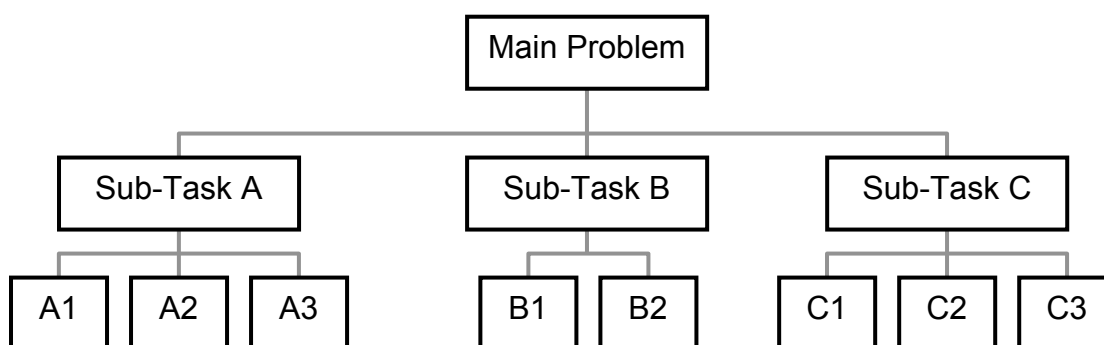 Main Problem
Sub-Task A
Sub-Task B
Sub-Task C
A1
A2
A3
B1
B2
C1
C2
C3